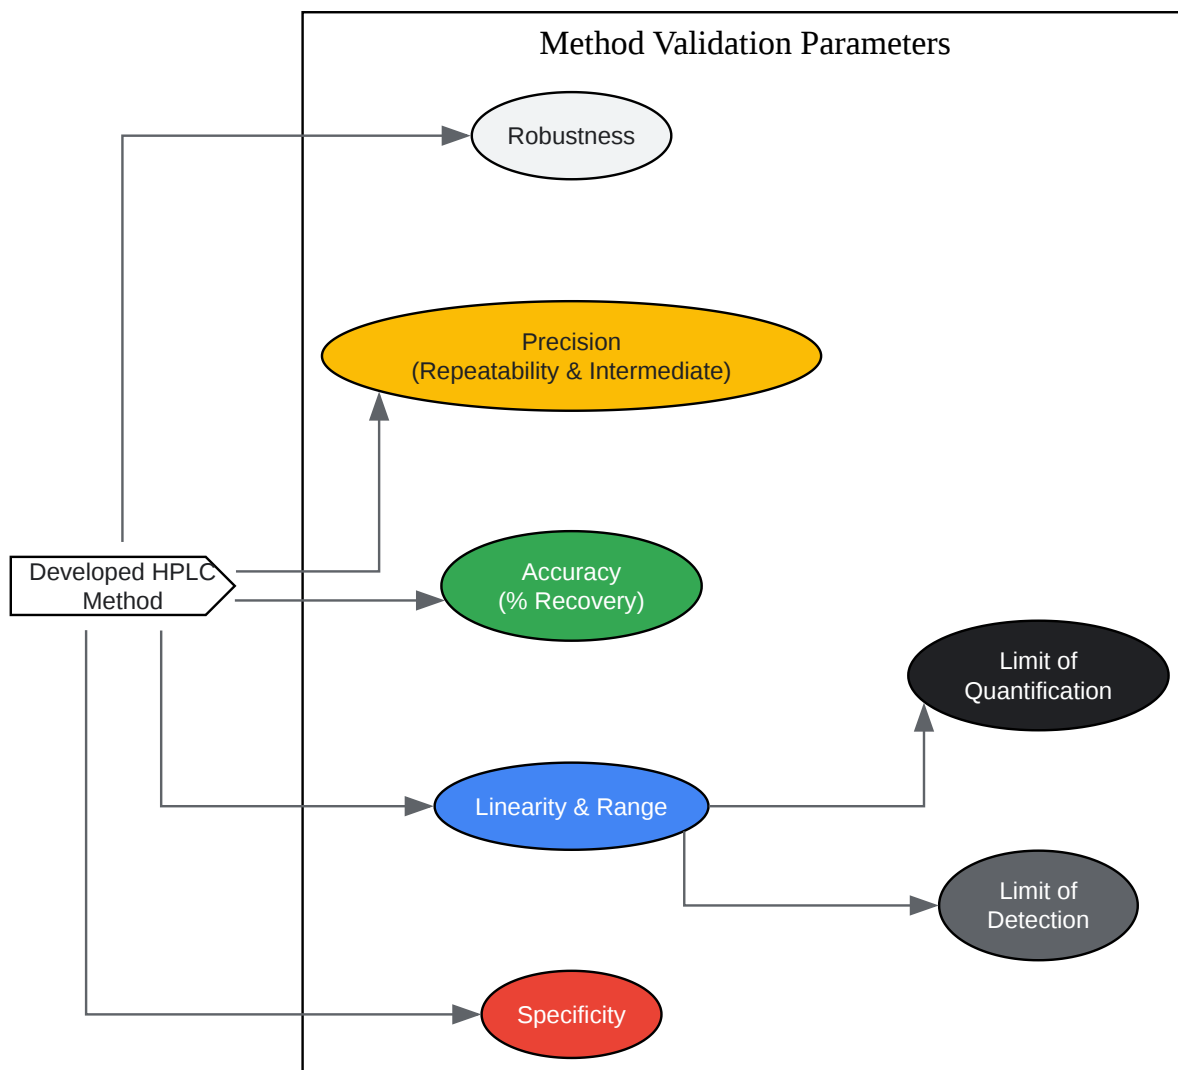 Method Validation Parameters
Robustness
Precision
(Repeatability & Intermediate)
Developed HPLC
Method
Accuracy
(% Recovery)
Limit of
Quantification
Linearity & Range
Limit of
Detection
Specificity